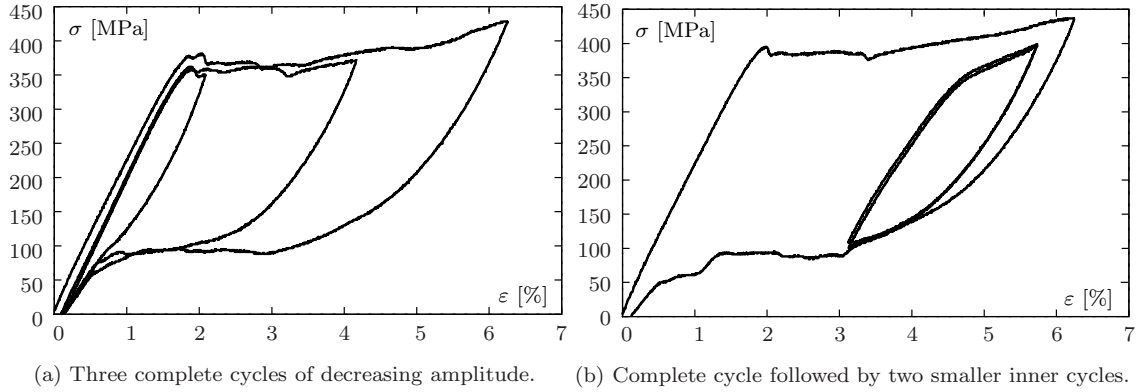 450
400
350
300
250
200
150
100
50
0
σ [MPa]
ε [%]
0 1 2 3 4 5 6 7
(a) Three complete cycles of decreasing amplitude.
450
400
350
300
250
200
150
100
50
0
σ [MPa]
ε [%]
0 1 2 3 4 5 6 7
(b) Complete cycle followed by two smaller inner cycles.